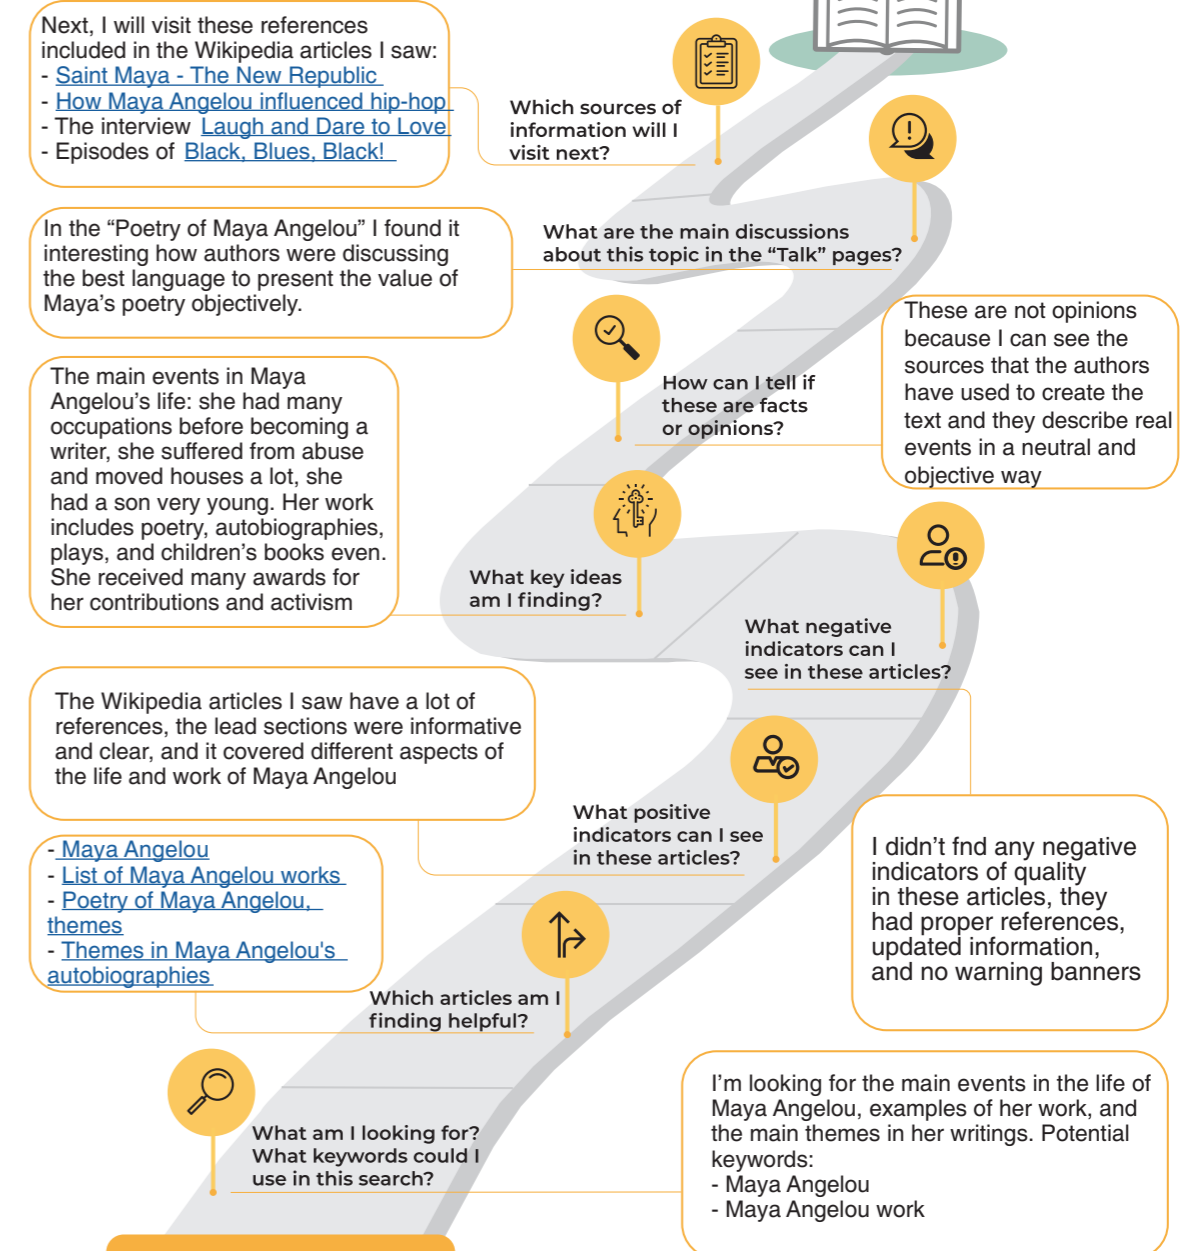 Next, I will visit these references
included in the Wikipedia articles I saw:
- Saint Maya - The New Republic
- How Maya Angelou influenced hip-hop
- The interview Laugh and Dare to Love
- Episodes of Black, Blues, Black!
Which sources of
information will I
visit next?
In the “Poetry of Maya Angelou” I found it
interesting how authors were discussing
the best language to present the value of
Maya’s poetry objectively.
What are the main discussions
about this topic in the “Talk” pages?
These are not opinions
because I can see the
sources that the authors
have used to create the
text and they describe real
events in a neutral and
objective way
How can I tell if
these are facts
or opinions?
The main events in Maya
Angelou’s life: she had many
occupations before becoming a
writer, she suffered from abuse
and moved houses a lot, she
had a son very young. Her work
includes poetry, autobiographies,
plays, and children’s books even.
She received many awards for
her contributions and activism
What key ideas
am I finding?
What negative
indicators can I
see in these articles?
The Wikipedia articles I saw have a lot of
references, the lead sections were informative
and clear, and it covered different aspects of
the life and work of Maya Angelou
What positive
indicators can I see
in these articles?
I didn’t fnd any negative
indicators of quality
in these articles, they
had proper references,
updated information,
and no warning banners
- Maya Angelou
- List of Maya Angelou works
- Poetry of Maya Angelou,
themes
- Themes in Maya Angelou's
autobiographies
Which articles am I
finding helpful?
What am I looking for?
What keywords could I
use in this search?
I’m looking for the main events in the life of
Maya Angelou, examples of her work, and
the main themes in her writings. Potential
keywords:
- Maya Angelou
- Maya Angelou work